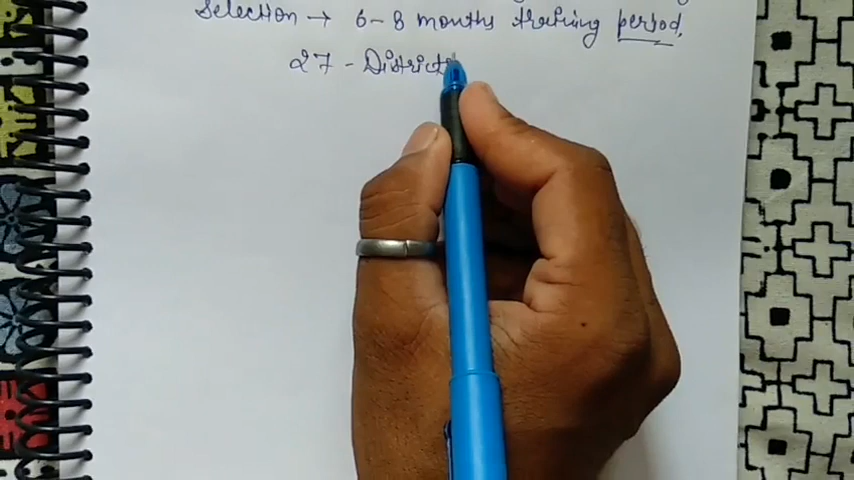 Selection → 6-8 months training period.
27 - Districts